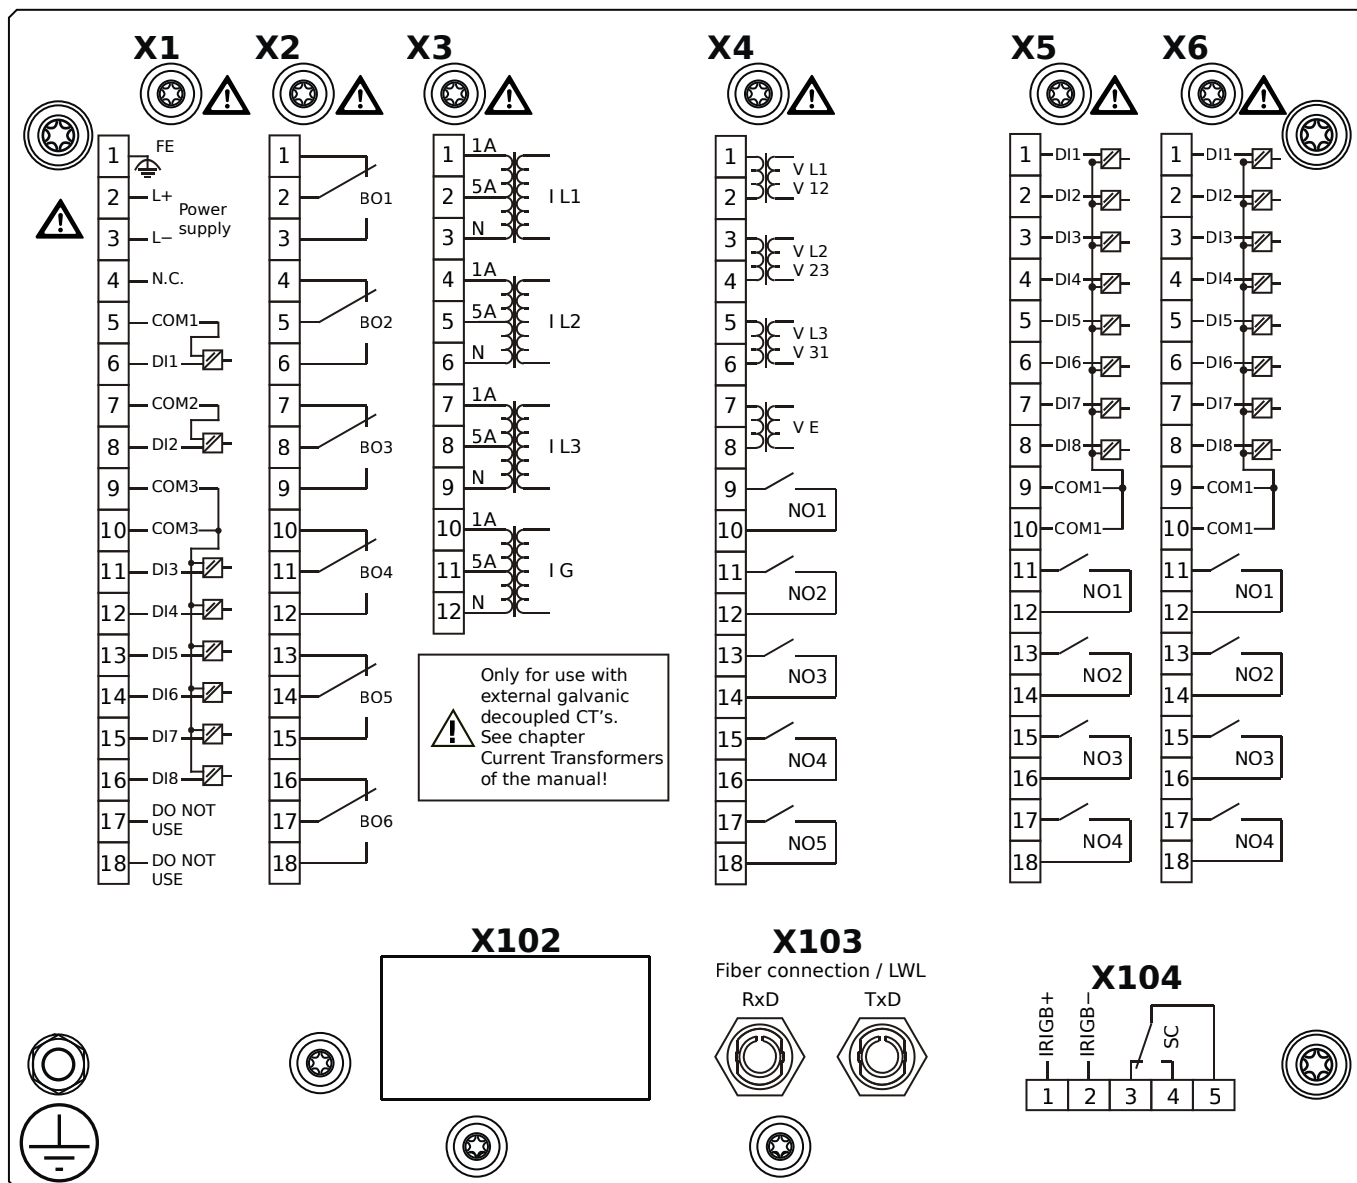 X1
X2
X3
X4
X5
X6
1 FE
2 L+
Power
supply
3 L−
4 N.C.
5 COM1
6 DI1
7 COM2
8 DI2
9 COM3
10 COM3
11 DI3
12 DI4
13 DI5
14 DI6
15 DI7
16 DI8
17 DO NOT
USE
18 DO NOT
USE
1
2 BO1
3
4
5 BO2
6
7
8 BO3
9
10
11 BO4
12
13
14 BO5
15
16
17 BO6
18
1 1A
2 5A I L1
3 N
4 1A
5 5A I L2
6 N
7 1A
8 5A I L3
9 N
10 1A
11 5A I G
12 N
Only for use with
external galvanic
decoupled CT's.
See chapter
Current Transformers
of the manual!
1
V L1
V 12
2
3
V L2
V 23
4
5
V L3
V 31
6
7
V E
8
9
NO1
10
11
NO2
12
13
NO3
14
15
NO4
16
17
NO5
18
1 DI1
2 DI2
3 DI3
4 DI4
5 DI5
6 DI6
7 DI7
8 DI8
9 COM1
10 COM1
11
NO1
12
13
NO2
14
15
NO3
16
17
NO4
18
1 DI1
2 DI2
3 DI3
4 DI4
5 DI5
6 DI6
7 DI7
8 DI8
9 COM1
10 COM1
11
NO1
12
13
NO2
14
15
NO3
16
17
NO4
18
X102
X103
Fiber connection / LWL
RxD TxD
X104
IRIGB+
IRIGB−
SC
1 2 3 4 5